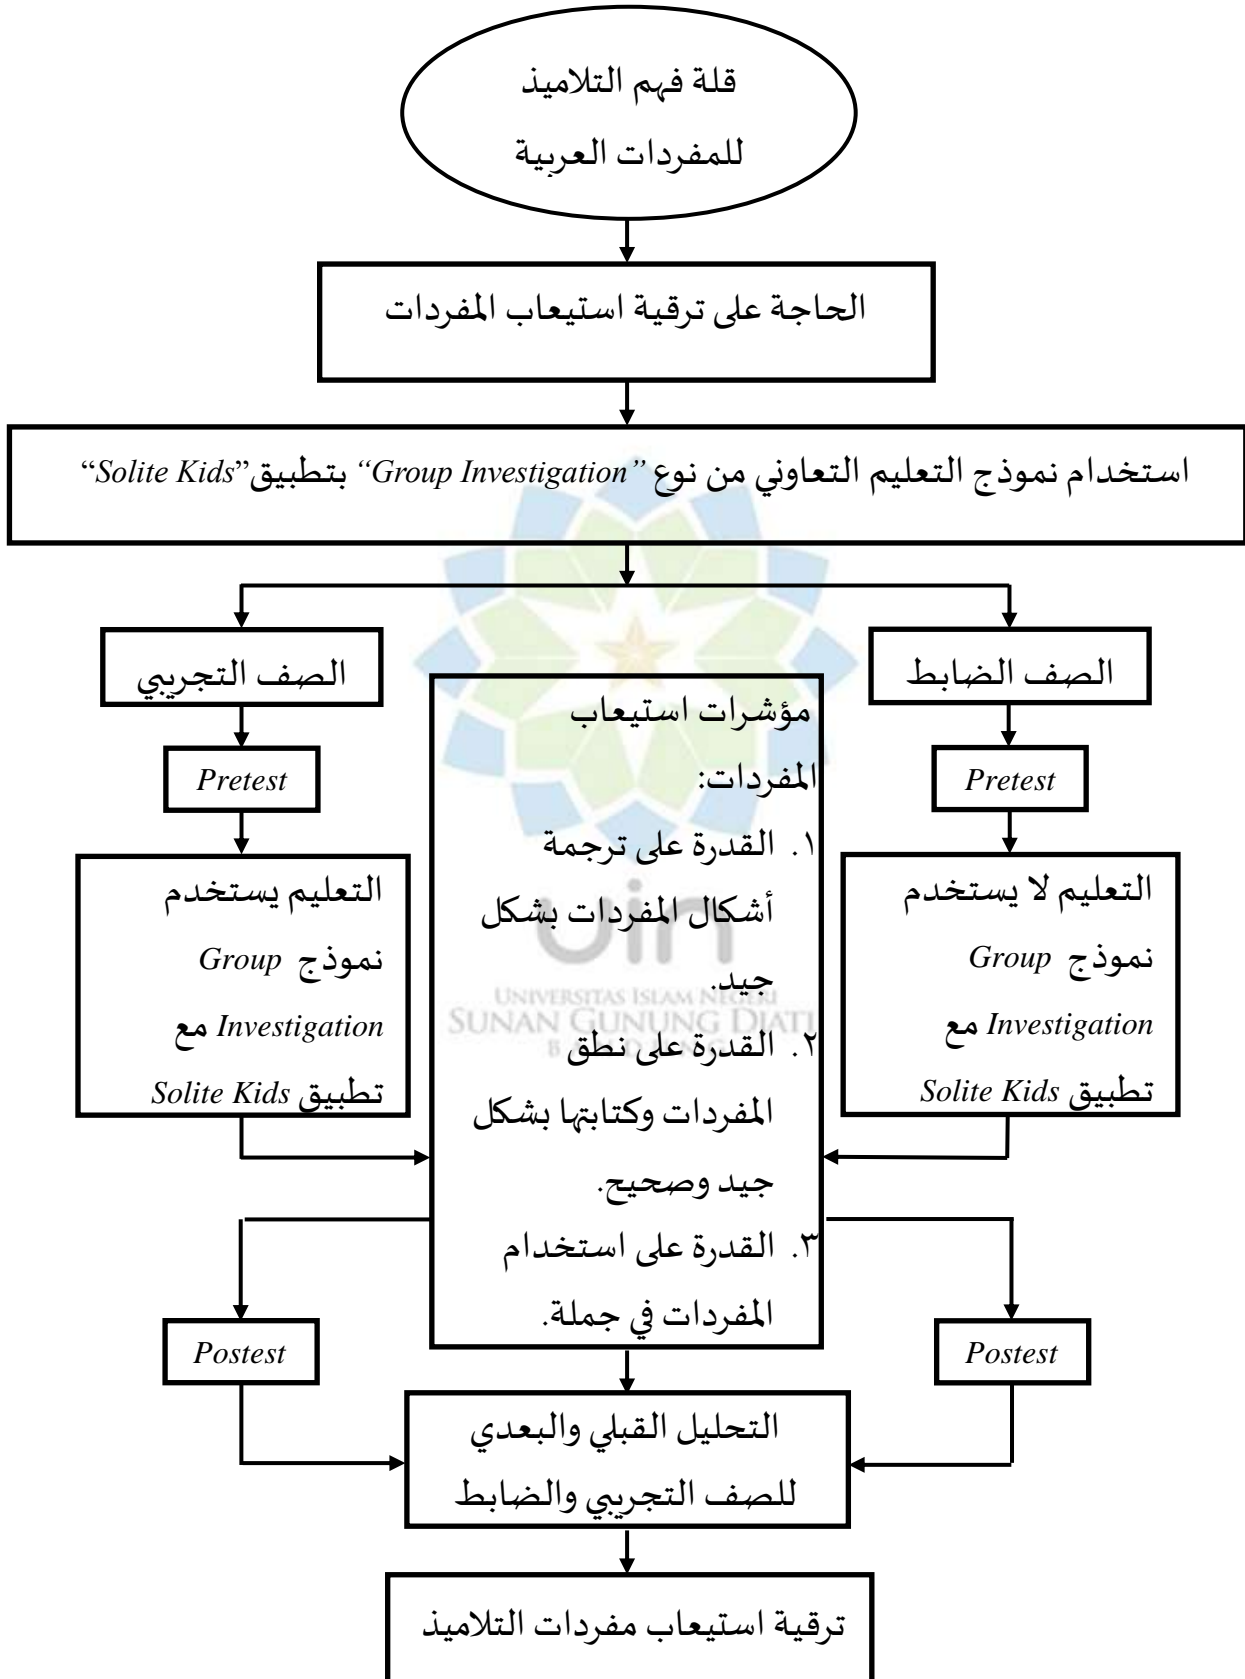 قلة فهم التلاميذ
للمفردات العربية
الحاجة على ترقية استيعاب المفردات
استخدام نموذج التعليم التعاوني من نوع “Group Investigation” بتطبيق “Solite Kids”
الصف الضابط
الصف التجريبي
Pretest
Pretest
التعليم لا يستخدم
نموذج Group
Investigation مع
تطبيق Solite Kids
مؤشرات استيعاب
المفردات:
١. القدرة على ترجمة
أشكال المفردات بشكل
جيد.
٢. القدرة على نطق
المفردات وكتابتها بشكل
جيد وصحيح.
٣. القدرة على استخدام
المفردات في جملة.
التعليم يستخدم
نموذج Group
Investigation مع
تطبيق Solite Kids
uin
UNIVERSITAS ISLAM NEGERI
SUNAN GUNUNG DJATI
BANDUNG
Postest
Postest
التحليل القبلي والبعدي
للصف التجريبي والضابط
ترقية استيعاب مفردات التلاميذ